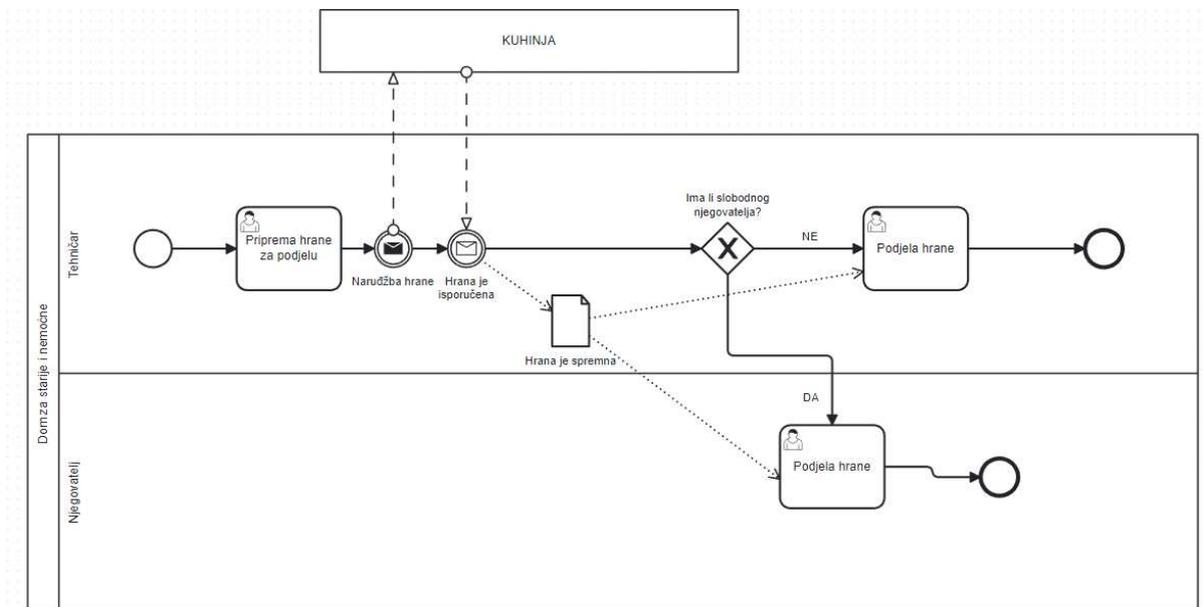 KUHINJA
Dom za starije i nemoćne
Tehničar
Priprema hrane
za podjelu
Narudžba hrane
Hrana je
isporučena
Hrana je spremna
Ima li slobodnog
njegovatelja?
NE
Podjela hrane
DA
Njegovatelj
Podjela hrane